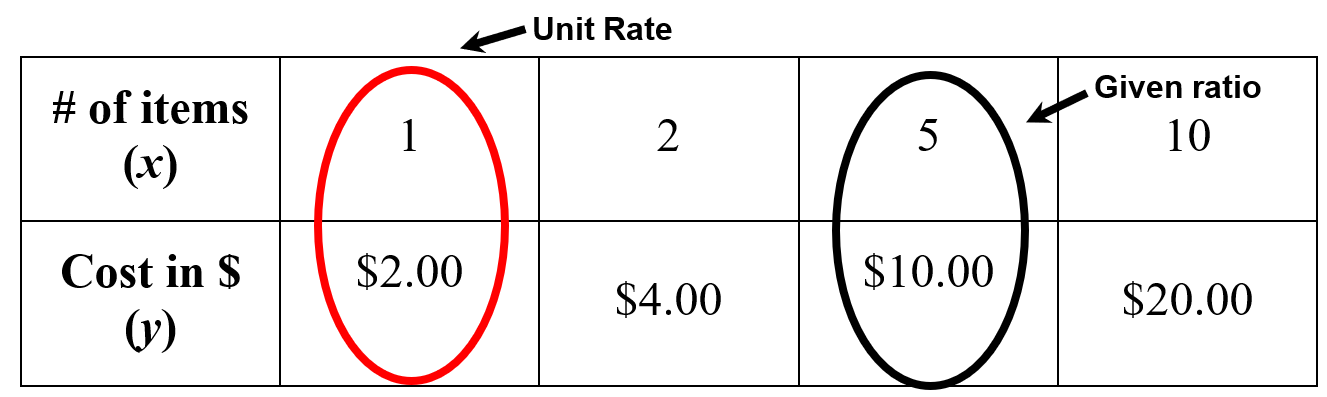 Unit Rate
Given ratio
# of items
(x)
1
2
5
10
Cost in $
(y)
$2.00
$4.00
$10.00
$20.00